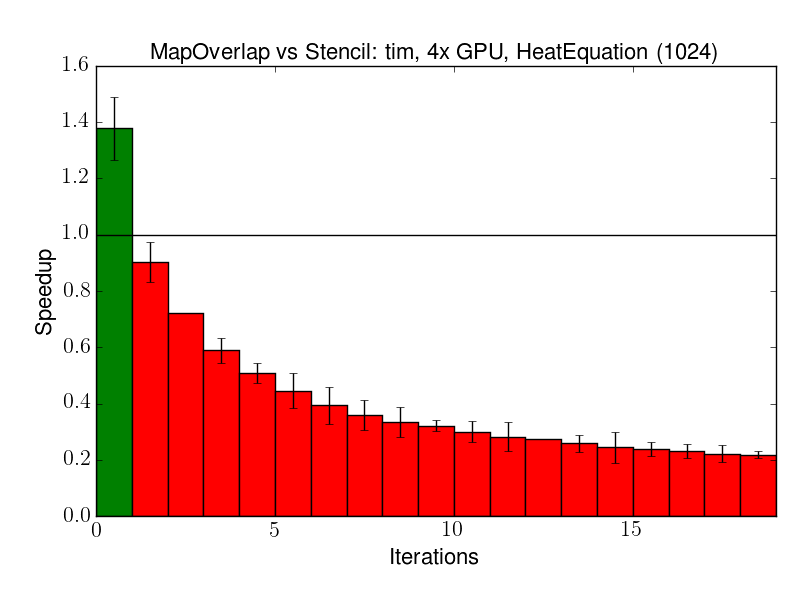 MapOverlap vs Stencil: tim, 4x GPU, HeatEquation (1024)
1.6
1.4
1.2
1.0
0.8
0.6
0.4
0.2
0.0
Speedup
0 5 10 15
Iterations